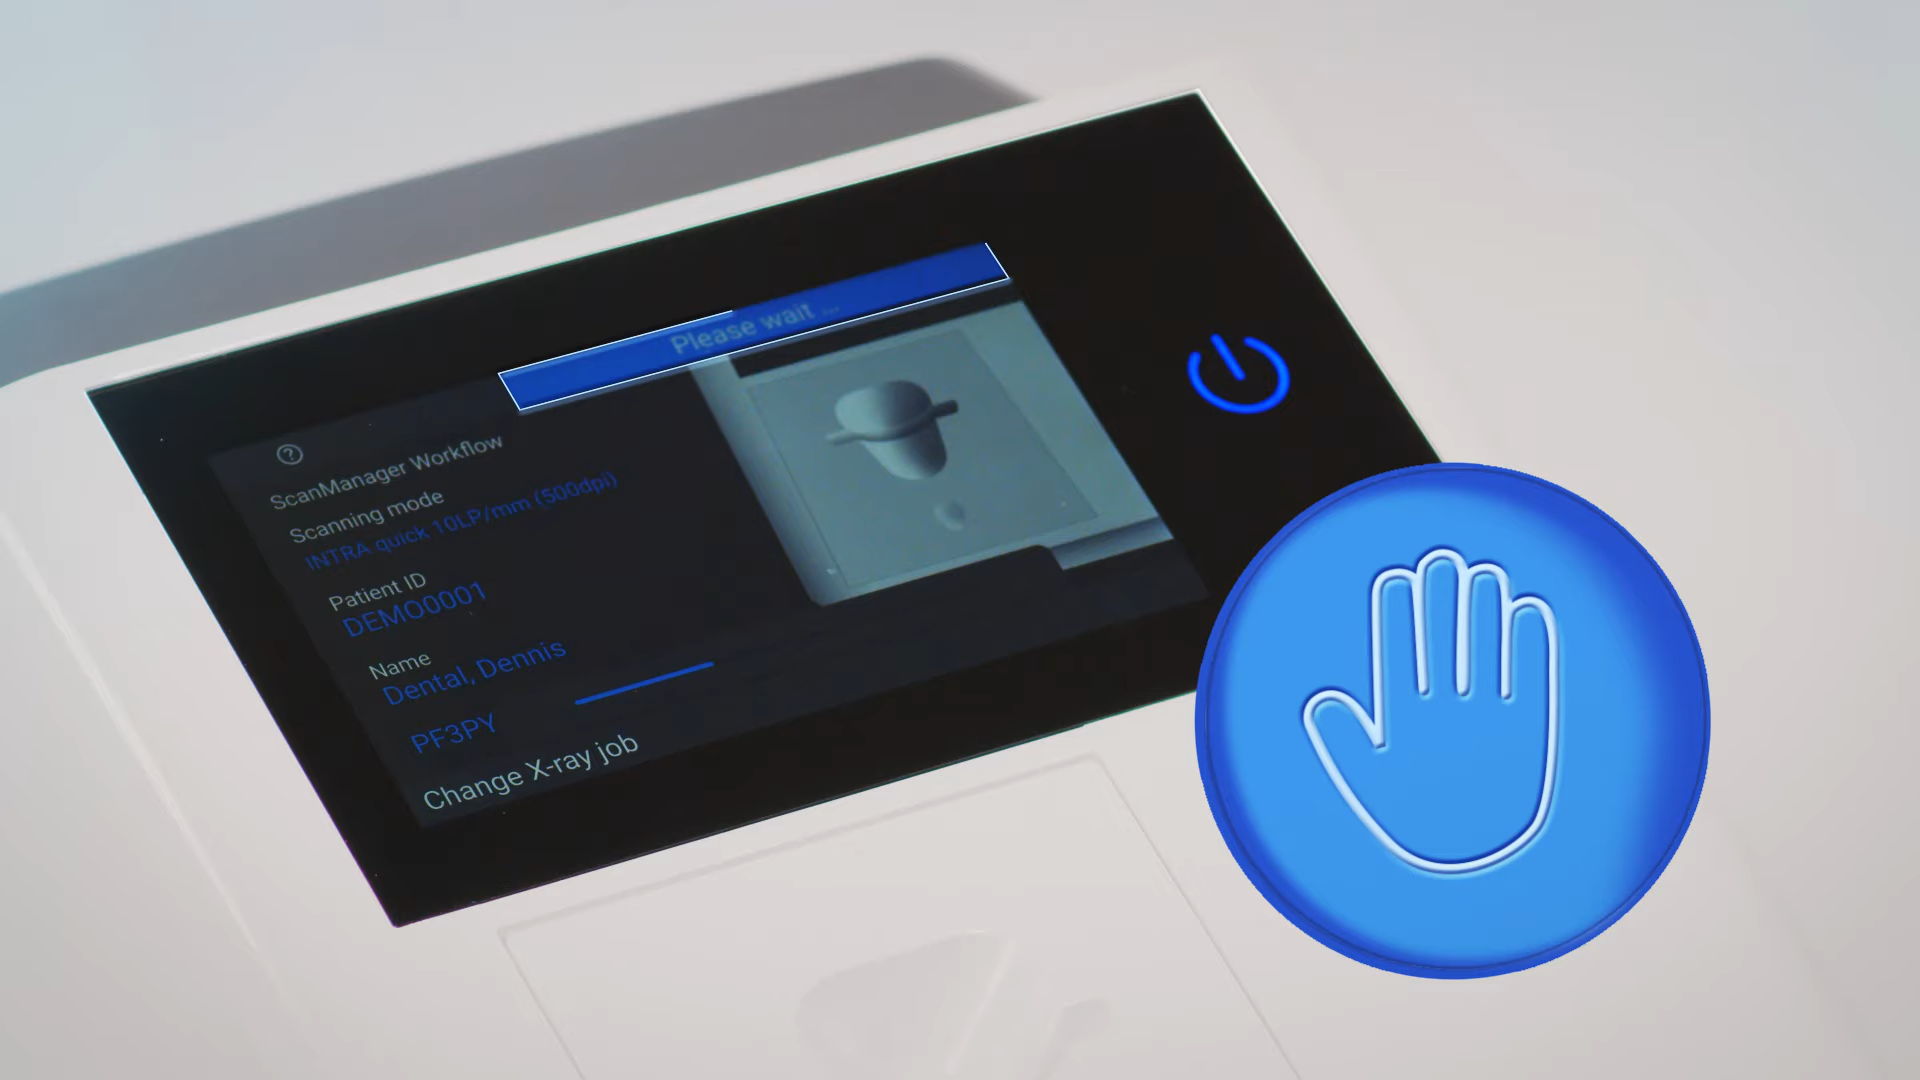 Please wait ...
?
ScanManager Workflow
Scanning mode
INTRA quick 10LP/mm (500dpi)
Patient ID
DEMO0001
Name
Dental, Dennis
PF3PY
Change X-ray job